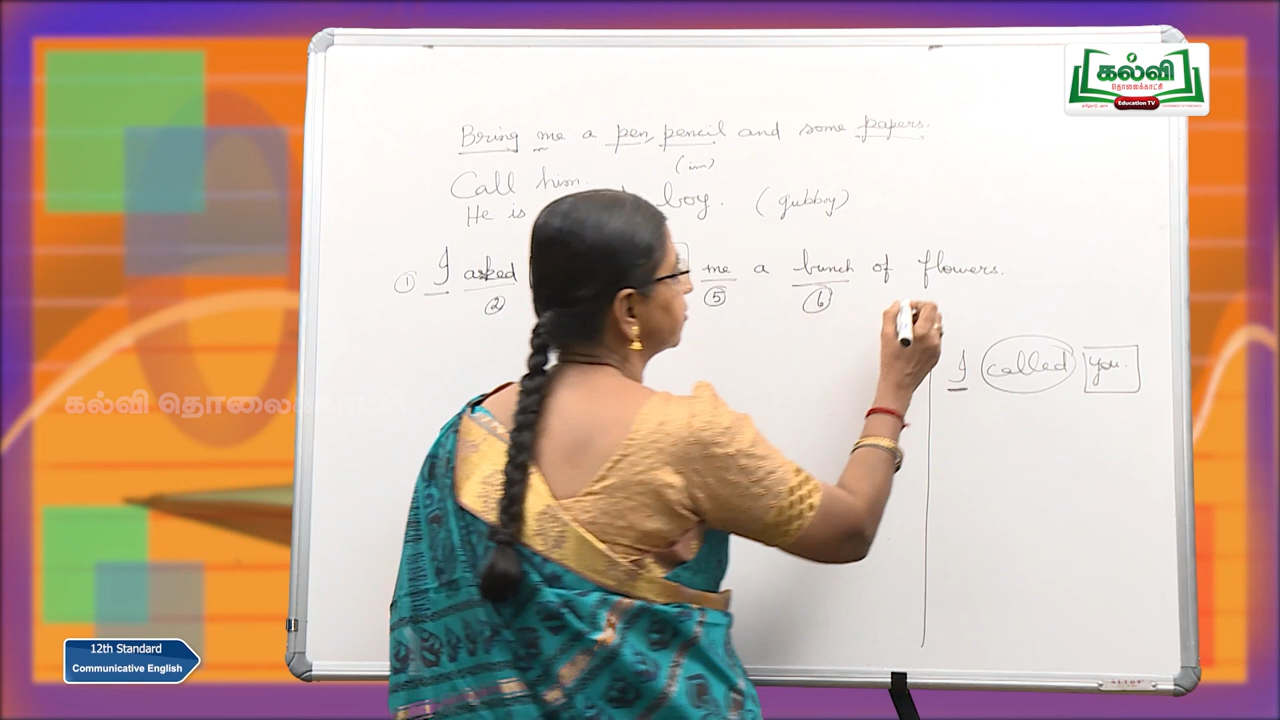 Bring me a pen, pencil and some papers.
(im)
Call him.
He is boy. (gubboy)
① I asked me a bunch of flowers.
② ⑤ ⑥
I called you.
கல்வி
தொலைக்காட்சி
Education TV
கல்வி தொலைக்காட்சி
12th Standard
Communicative English